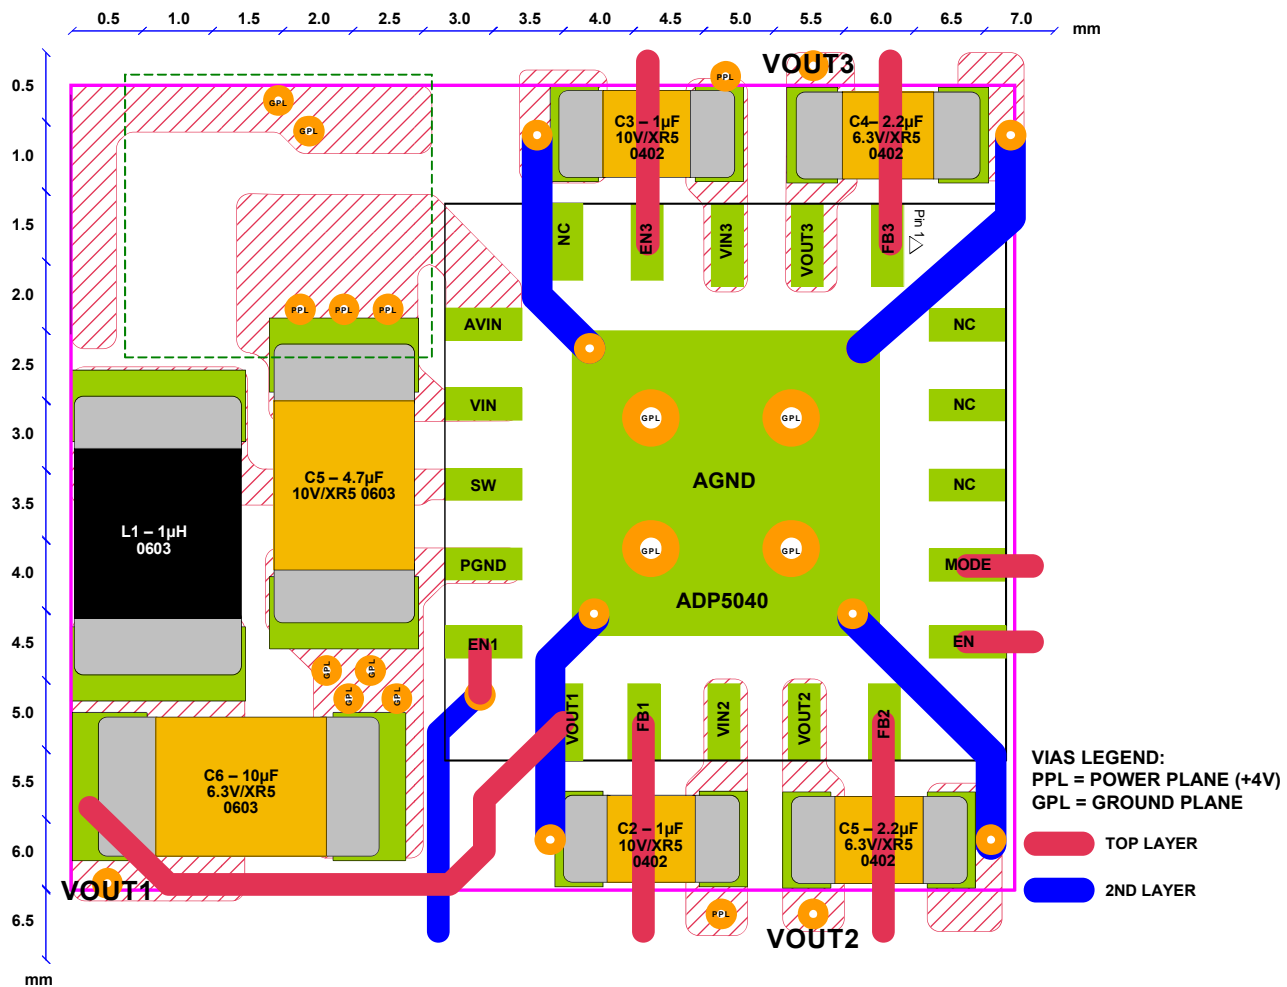 0.5 1.0 1.5 2.0 2.5 3.0 3.5 4.0 4.5 5.0 5.5 6.0 6.5 7.0 mm
0.5
1.0
1.5
2.0
2.5
3.0
3.5
4.0
4.5
5.0
5.5
6.0
6.5
mm
VOUT3
PPL
GPL
GPL
C3 – 1µF
10V/XR5
0402
C4– 2.2µF
6.3V/XR5
0402
NC
EN3
VIN3
VOUT3
FB3
Pin 1
PPL
PPL
PPL
AVIN
VIN
SW
PGND
EN1
NC
NC
NC
MODE
EN
GPL
GPL
AGND
GPL
GPL
ADP5040
C5 – 4.7µF
10V/XR5 0603
L1 – 1µH
0603
GPL
GPL
GPL
GPL
VOUT1
FB1
VIN2
VOUT2
FB2
C6 – 10µF
6.3V/XR5
0603
C2 – 1µF
10V/XR5
0402
C5 – 2.2µF
6.3V/XR5
0402
VOUT1
PPL
VOUT2
VIAS LEGEND:
PPL = POWER PLANE (+4V)
GPL = GROUND PLANE
TOP LAYER
2ND LAYER